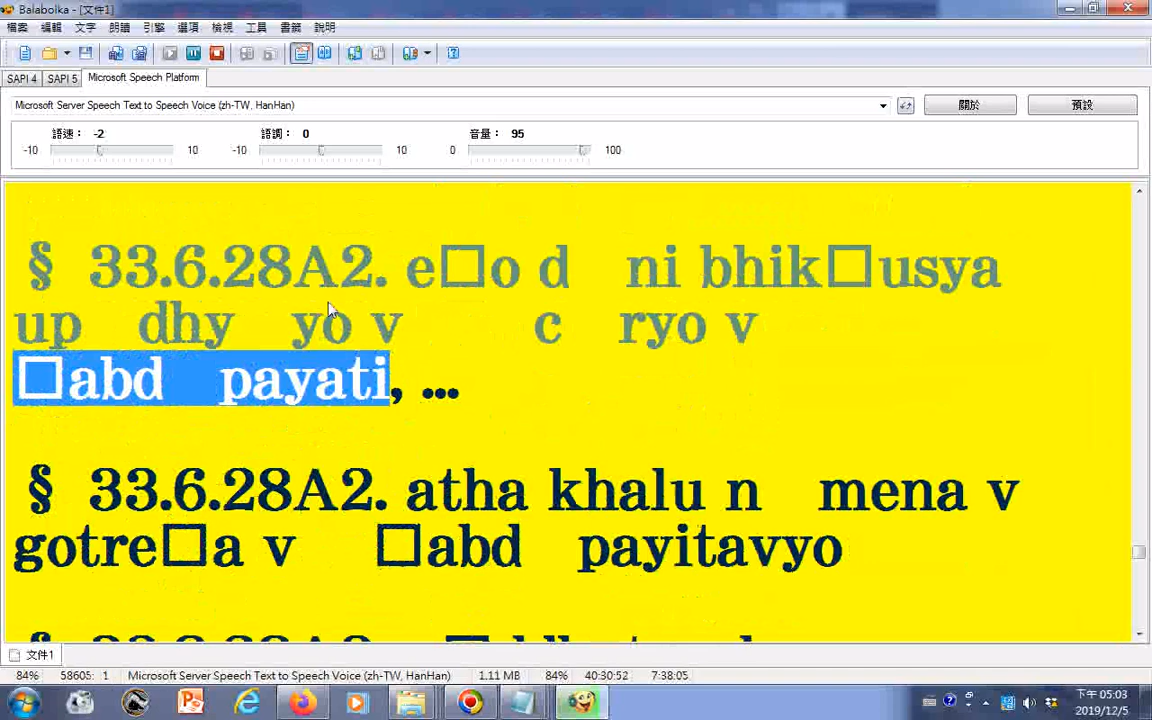 Balabolka - [文件1]
檔案 編輯 文字 朗讀 引擎 選項 檢視 工具 書籤 說明
SAPI 4 SAPI 5 Microsoft Speech Platform
Microsoft Server Speech Text to Speech Voice (zh-TW, HanHan) 關於 預設
語速： -2 語調： 0 音量： 95
-10 10 -10 10 0 100
§ 33.6.28A2. e□o d ni bhik□usya
up dhy yo v c ryo v
□abd payati, ...
§ 33.6.28A2. atha khalu n mena v
gotre□a v □abd payitavyo
文件1
84% 58605: 1 Microsoft Server Speech Text to Speech Voice (zh-TW, HanHan) 1.11 MB 84% 40:30:52 7:38:05
下午 05:03
2019/12/5